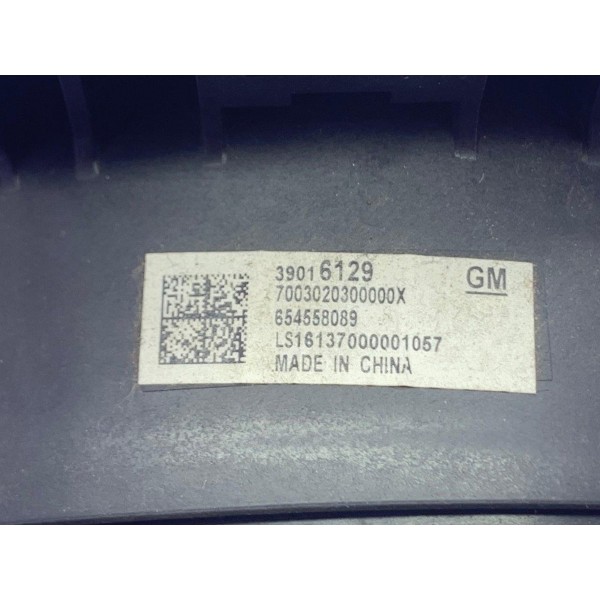 39016129 GM
7003020300000X
654558089
LS16137000001057
MADE IN CHINA